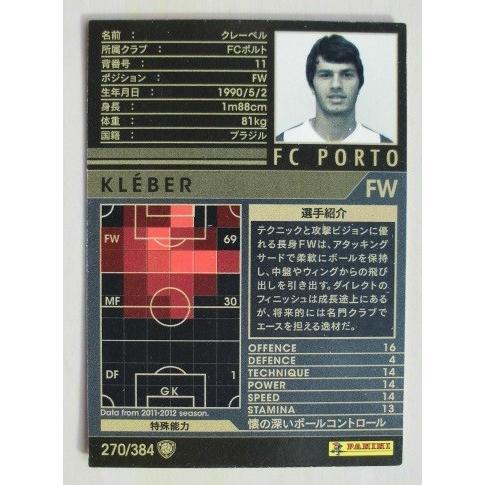 名前 : クレーベル
所属クラブ : FCポルト
背番号 : 11
ポジション : FW
生年月日 : 1990/5/2
身長 : 1m88cm
体重 : 81kg
国籍 : ブラジル
FC PORTO
KLÉBER
FW
FW 69
MF 30
DF 1
GK
Data from 2011-2012 season.
選手紹介
テクニックと攻撃ビジョンに優
れる長身FWは、アタッキング
サードで柔軟にボールを保持
し、中盤やウィングからの飛び
出しを引き出す。ダイレクトの
フィニッシュは成長途上にある
が、将来的には名門クラブで
エースを担える逸材だ。
OFFENCE 16
DEFENCE 4
TECHNIQUE 14
POWER 14
SPEED 14
STAMINA 13
特殊能力
懐の深いボールコントロール
270/384
PANINI